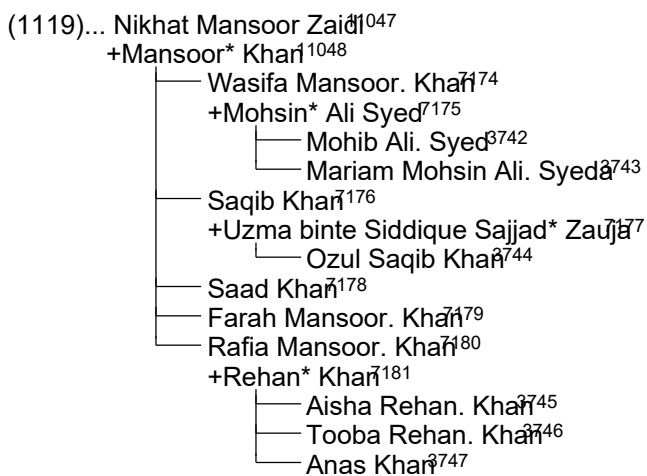 (1119)... Nikhat Mansoor Zaidi11047
+Mansoor* Khan11048
Wasifa Mansoor. Khan7174
+Mohsin* Ali Syed7175
Mohib Ali. Syed3742
Mariam Mohsin Ali. Syeda3743
Saqib Khan7176
+Uzma binte Siddique Sajjad* Zauja7177
Ozul Saqib Khan3744
Saad Khan7178
Farah Mansoor. Khan7179
Rafia Mansoor. Khan7180
+Rehan* Khan7181
Aisha Rehan. Khan3745
Tooba Rehan. Khan3746
Anas Khan3747